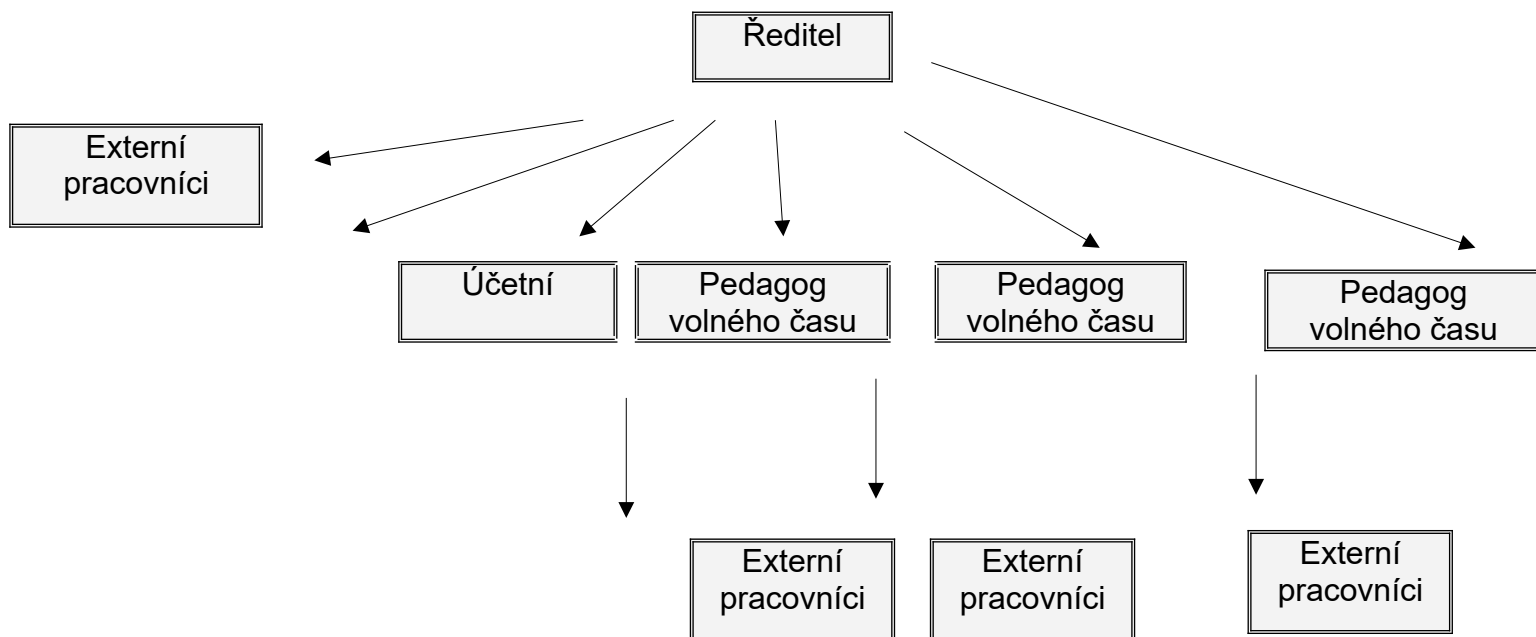 Ředitel
Externí
pracovníci
Účetní
Pedagog
volného času
Pedagog
volného času
Pedagog
volného času
Externí
pracovníci
Externí
pracovníci
Externí
pracovníci